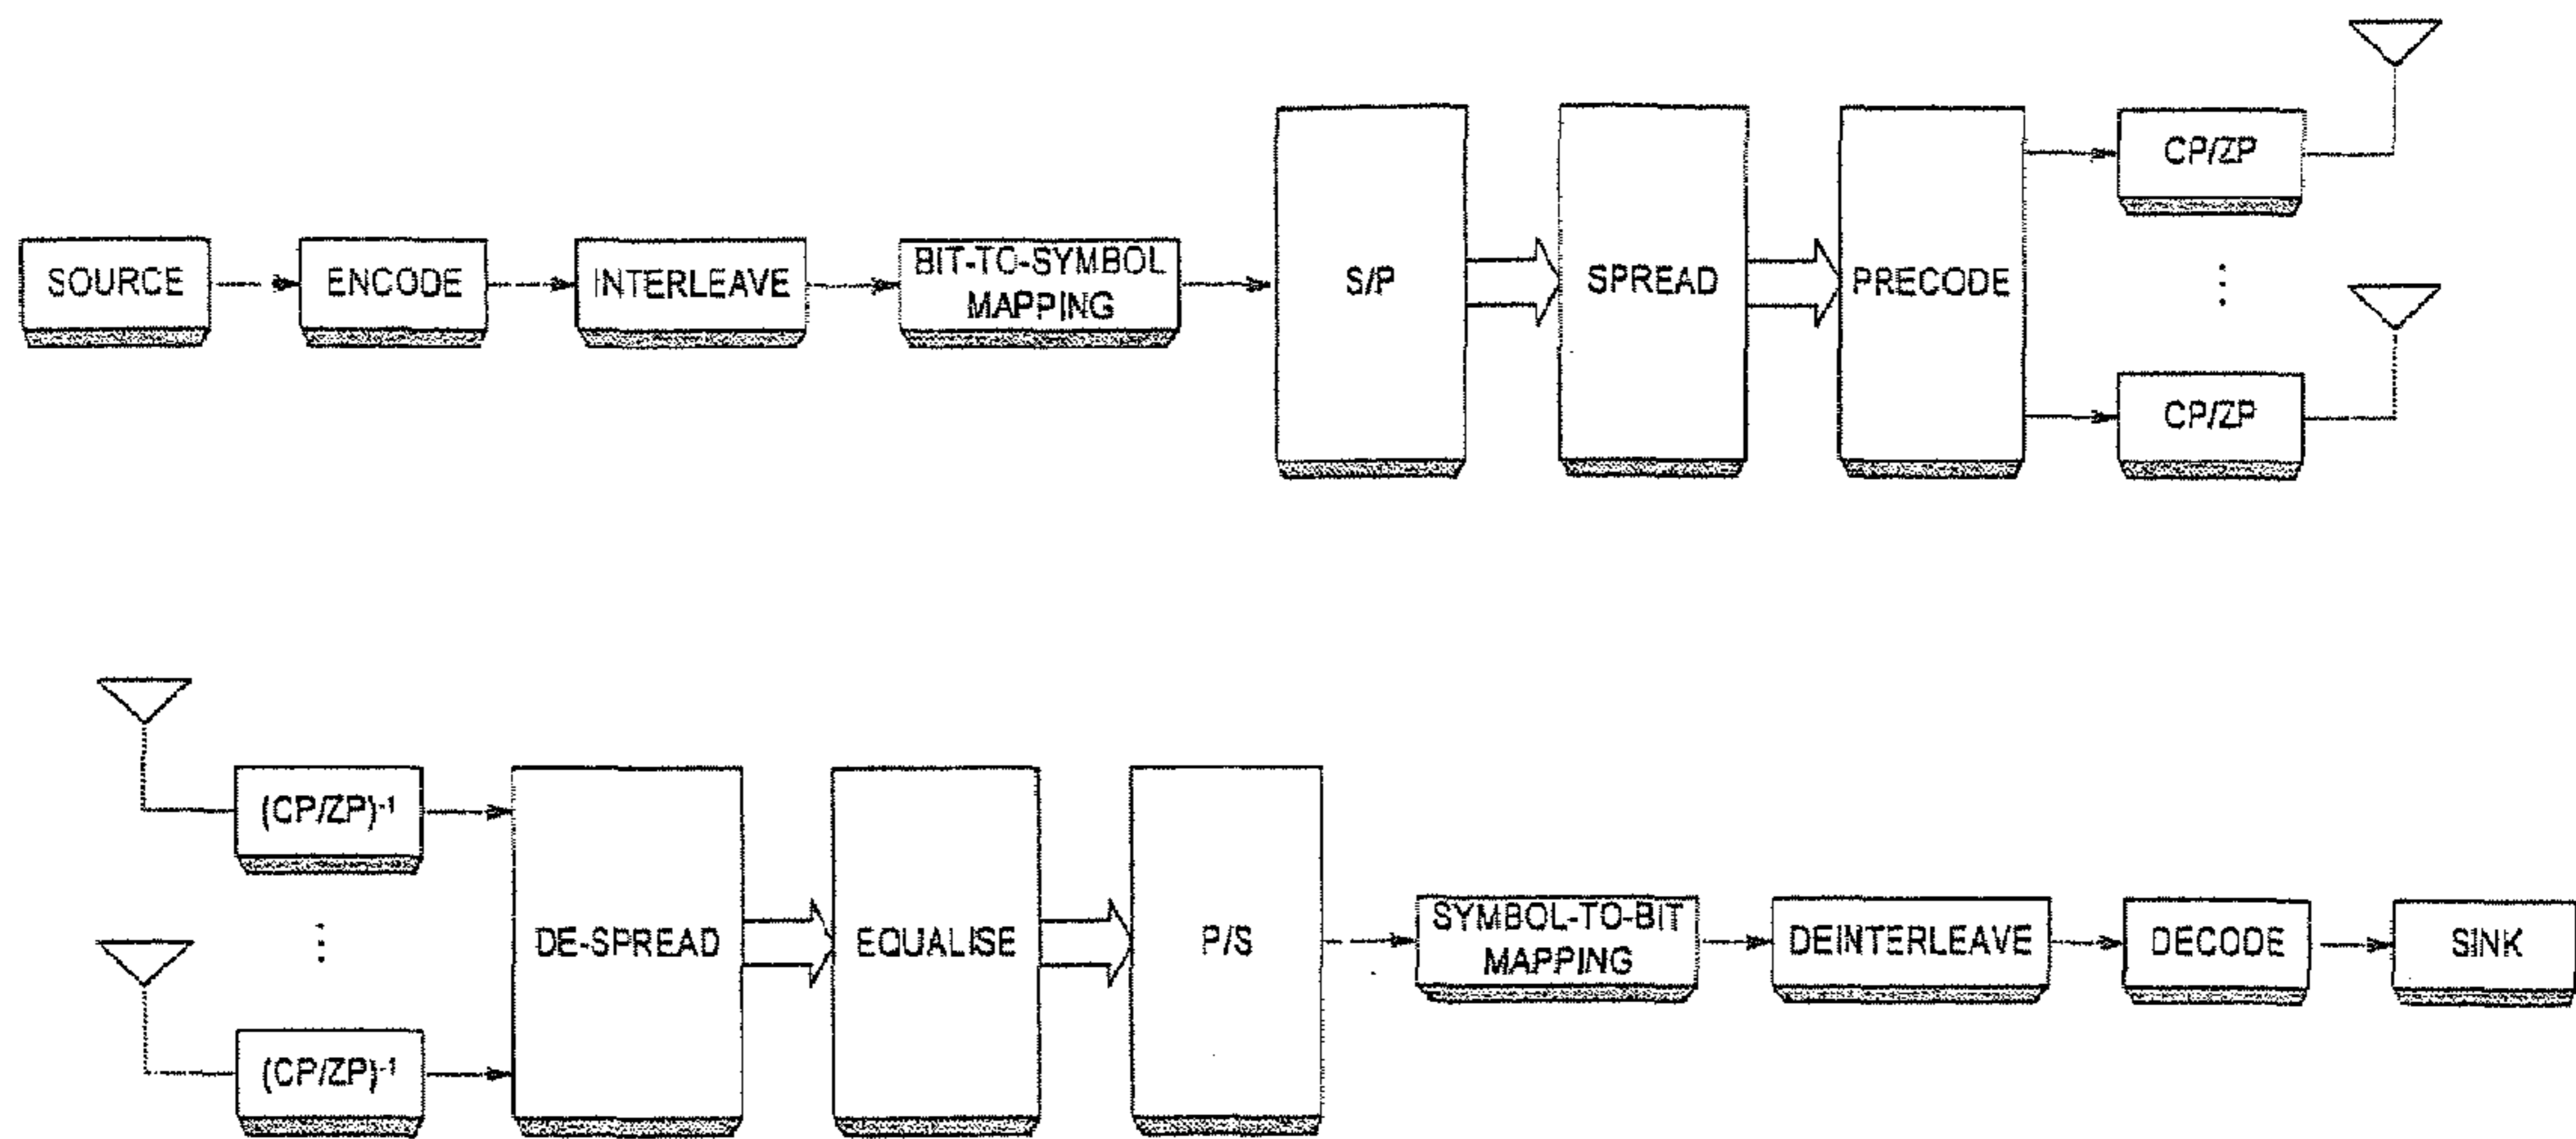 CP/ZP
SOURCE
ENCODE
INTERLEAVE
BIT-TO-SYMBOL
MAPPING
S/P
SPREAD
PRECODE
CP/ZP
(CP/ZP)-1
DE-SPREAD
EQUALISE
P/S
SYMBOL-TO-BIT
MAPPING
DEINTERLEAVE
DECODE
SINK
(CP/ZP)-1